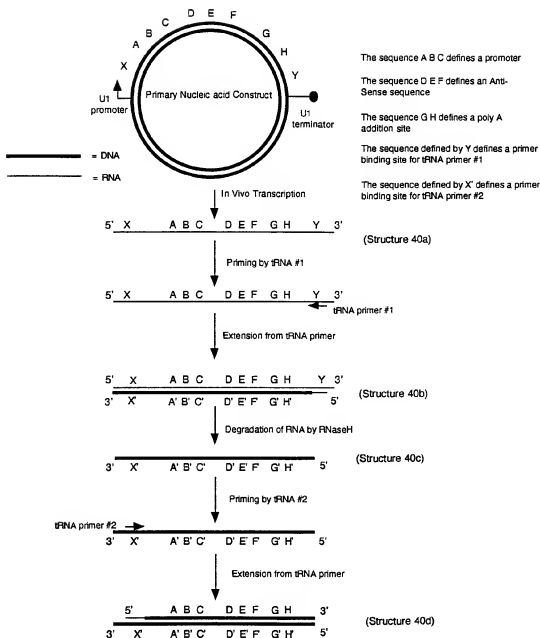 X A B C D E F G H Y
U1 promoter
Primary Nucleic acid Construct
U1 terminator
The sequence A B C defines a promoter
The sequence D E F defines an Anti-
Sense sequence
The sequence G H defines a poly A
addition site
The sequence defined by Y defines a primer
binding site for tRNA primer #1
The sequence defined by X' defines a primer
binding site for tRNA primer #2
= DNA
= RNA
In Vivo Transcription
5' X A B C D E F G H Y 3'
(Structure 40a)
Priming by tRNA #1
5' X A B C D E F G H Y 3'
tRNA primer #1
Extension from tRNA primer
5' X A B C D E F G H Y 3'
3' X' A' B' C' D' E' F' G' H' 5'
(Structure 40b)
Degradation of RNA by RNaseH
3' X' A' B' C' D' E' F' G' H' 5'
(Structure 40c)
Priming by tRNA #2
tRNA primer #2
3' X' A' B' C' D' E' F' G' H' 5'
Extension from tRNA primer
5' A B C D E F G H 3'
3' X' A' B' C' D' E' F' G' H' 5'
(Structure 40d)